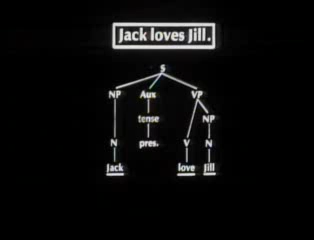 Jack loves Jill.
S
NP Aux VP
tense NP
N pres. V N
Jack love Jill